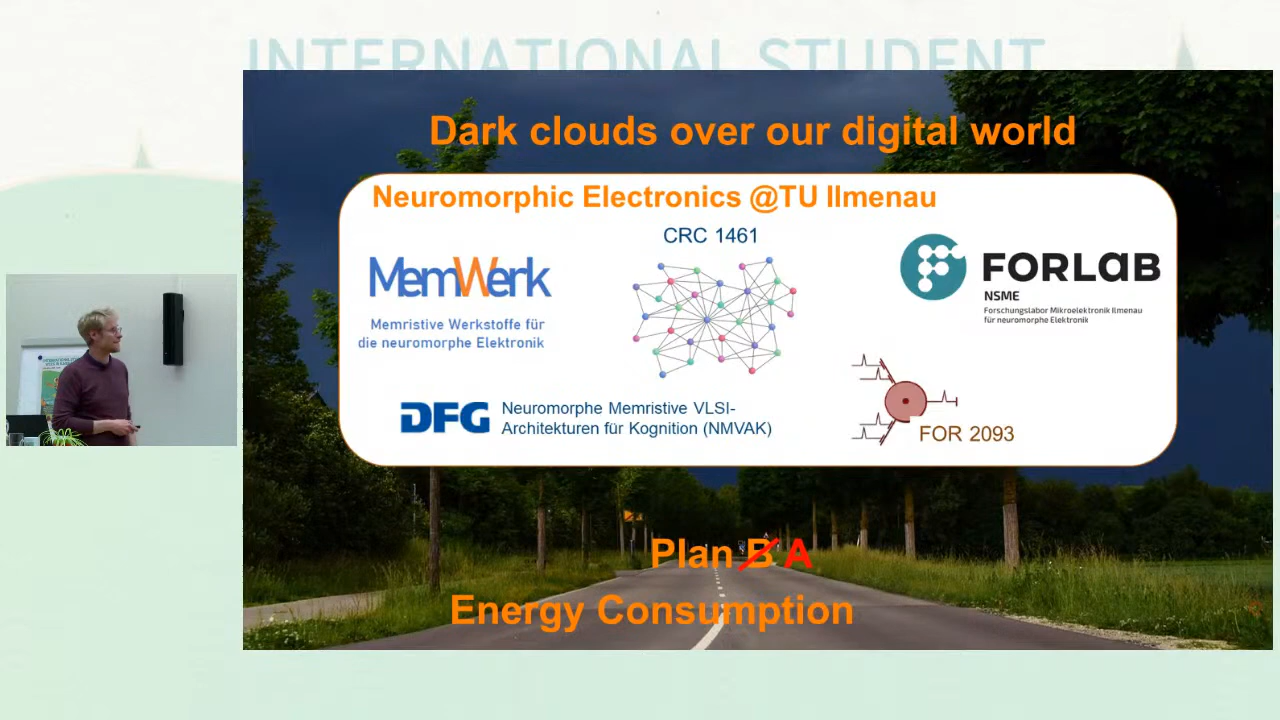 INTERNATIONAL STUDENT
Dark clouds over our digital world
Neuromorphic Electronics @TU Ilmenau
CRC 1461
MemWerk
Memristive Werkstoffe für
die neuromorphe Elektronik
FORLAB
NSME
Forschungslabor Mikroelektronik Ilmenau
für neuromorphe Elektronik
DFG
Neuromorphe Memristive VLSI-
Architekturen für Kognition (NMVAK)
FOR 2093
Plan B A
Energy Consumption